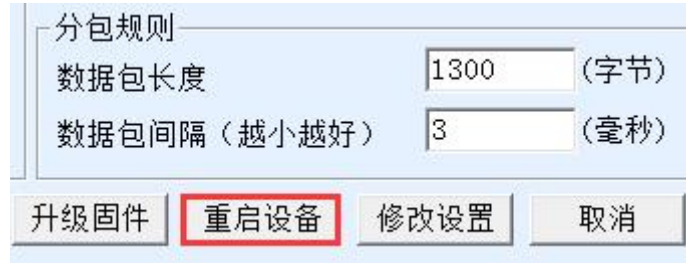 分包规则
数据包长度 1300 (字节)
数据包间隔（越小越好） 3 (毫秒)
升级固件 重启设备 修改设置 取消